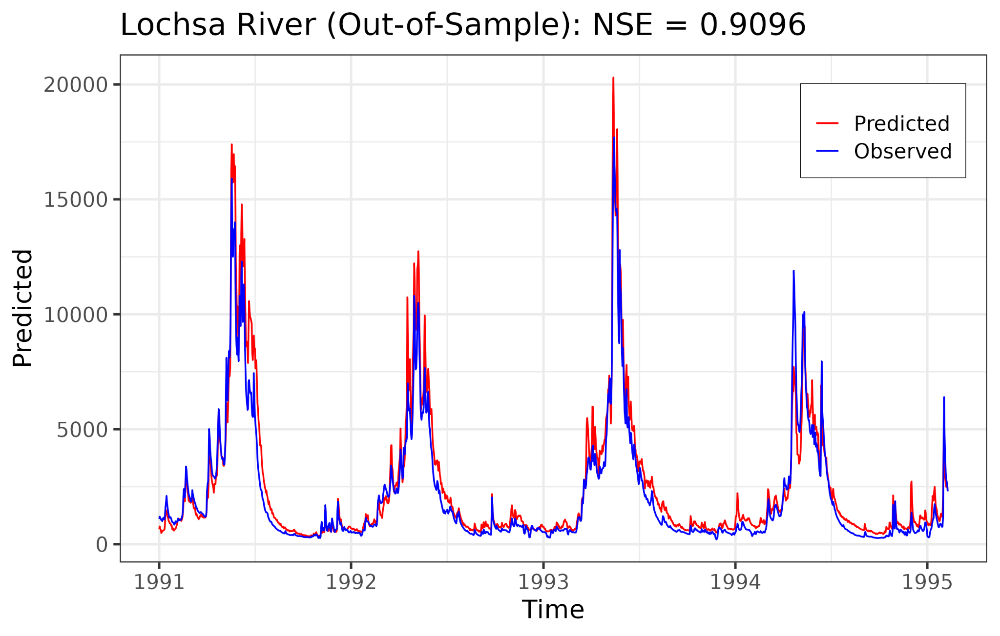 Lochsa River (Out-of-Sample): NSE = 0.9096
20000
15000
10000
5000
0
Predicted
Predicted
Observed
1991 1992 1993 1994 1995
Time